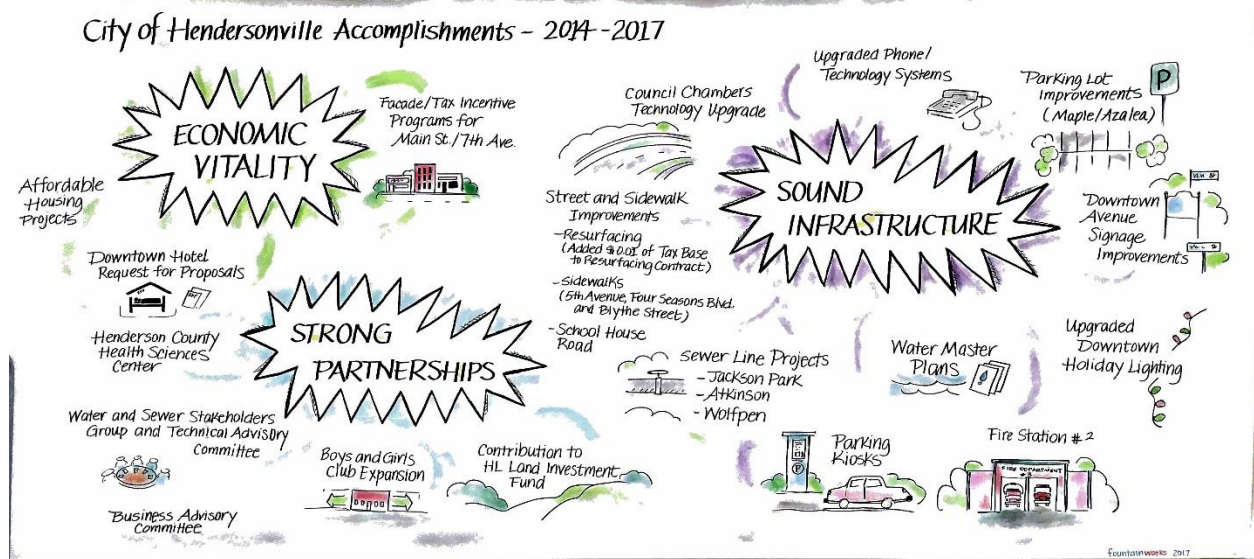 City of Hendersonville Accomplishments - 2014-2017
ECONOMIC
VITALITY
Facade/Tax Incentive
Programs for
Main St./7th Ave.
Affordable
Housing
Projects
Downtown Hotel
Request for Proposals
Henderson County
Health Sciences
Center
STRONG
PARTNERSHIPS
Water and Sewer Stakeholders
Group and Technical Advisory
Committee
Business Advisory
Committee
Boys and Girls
Club Expansion
Contribution to
HL Land Investment
Fund
SOUND
INFRASTRUCTURE
Council Chambers
Technology Upgrade
Upgraded Phone/
Technology Systems
Parking Lot
Improvements
(Maple/Azalea)
P
Street and Sidewalk
Improvements
-Resurfacing
(Added $0.01 of Tax Base
to Resurfacing Contract)
-Sidewalks
(5th Avenue, Four Seasons Blvd.
and Blythe Street)
-School House
Road
Downtown
Avenue
Signage
Improvements
Sewer Line Projects
-Jackson Park
-Atkinson
-Wolfpen
Water Master
Plans
Upgraded
Downtown
Holiday Lighting
Parking
Kiosks
P
Fire Station #2
FIRE DEPARTMENT
fountainworks 2017